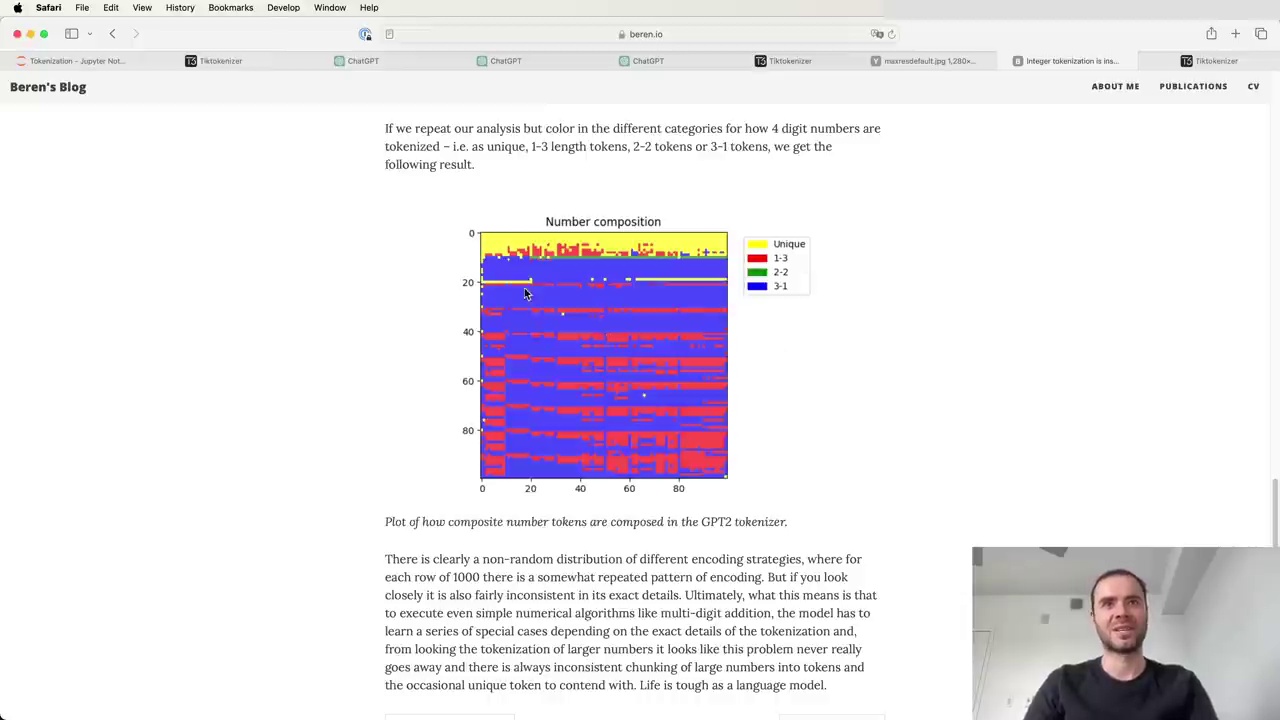 Safari File Edit View History Bookmarks Develop Window Help
beren.io
Tokenization – Jupyter Not...
Tiktokenizer
ChatGPT
ChatGPT
ChatGPT
Tiktokenizer
maxresdefault.jpg 1,280×...
Integer tokenization is ins...
Tiktokenizer
Beren's Blog
ABOUT ME PUBLICATIONS CV
If we repeat our analysis but color in the different categories for how 4 digit numbers are
tokenized – i.e. as unique, 1-3 length tokens, 2-2 tokens or 3-1 tokens, we get the
following result.
Number composition
0
20
40
60
80
0 20 40 60 80
Unique
1-3
2-2
3-1
Plot of how composite number tokens are composed in the GPT2 tokenizer.
There is clearly a non-random distribution of different encoding strategies, where for
each row of 1000 there is a somewhat repeated pattern of encoding. But if you look
closely it is also fairly inconsistent in its exact details. Ultimately, what this means is that
to execute even simple numerical algorithms like multi-digit addition, the model has to
learn a series of special cases depending on the exact details of the tokenization and,
from looking the tokenization of larger numbers it looks like this problem never really
goes away and there is always inconsistent chunking of large numbers into tokens and
the occasional unique token to contend with. Life is tough as a language model.